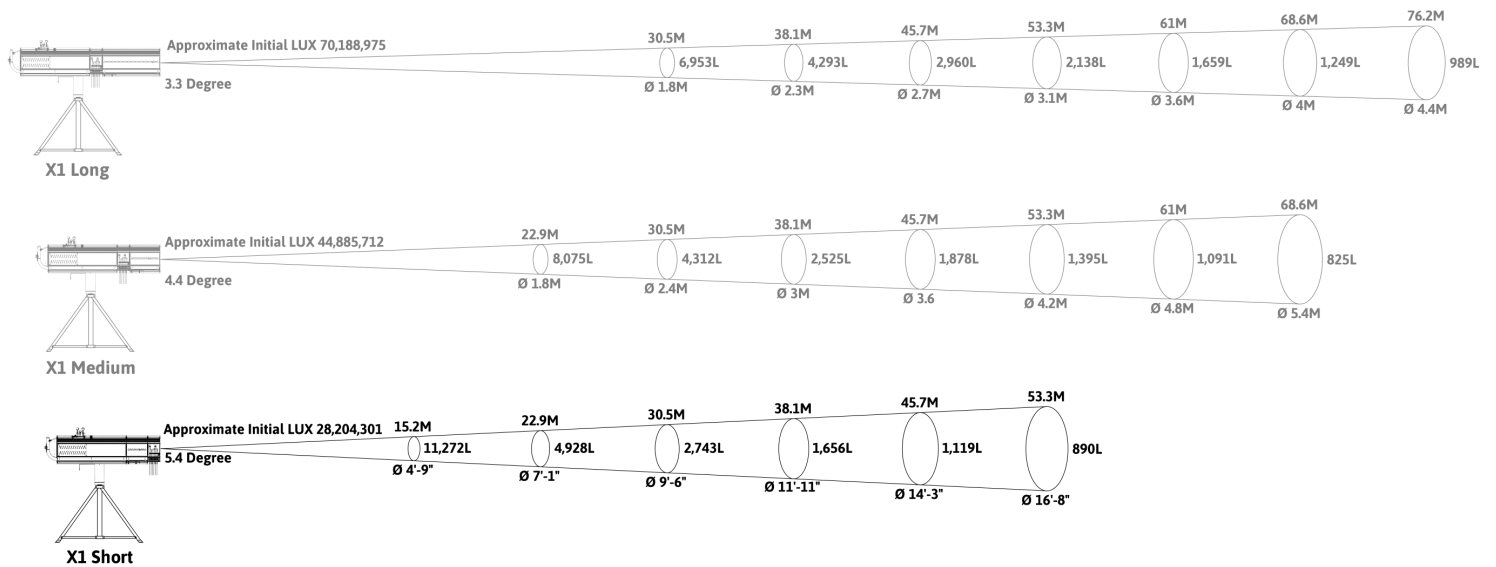 76.2M
68.6M
61M
53.3M
45.7M
38.1M
30.5M
Approximate Initial LUX 70,188,975
6,953L
4,293L
2,960L
2,138L
1,659L
1,249L
989L
3.3 Degree
Ø 1.8M
Ø 2.3M
Ø 2.7M
Ø 3.1M
Ø 3.6M
Ø 4M
Ø 4.4M
X1 Long
68.6M
61M
53.3M
45.7M
38.1M
30.5M
22.9M
Approximate Initial LUX 44,885,712
8,075L
4,312L
2,525L
1,878L
1,395L
1,091L
825L
4.4 Degree
Ø 1.8M
Ø 2.4M
Ø 3M
Ø 3.6
Ø 4.2M
Ø 4.8M
Ø 5.4M
X1 Medium
53.3M
45.7M
38.1M
30.5M
22.9M
15.2M
Approximate Initial LUX 28,204,301
11,272L
4,928L
2,743L
1,656L
1,119L
890L
5.4 Degree
Ø 4'-9"
Ø 7'-1"
Ø 9'-6"
Ø 11'-11"
Ø 14'-3"
Ø 16'-8"
X1 Short